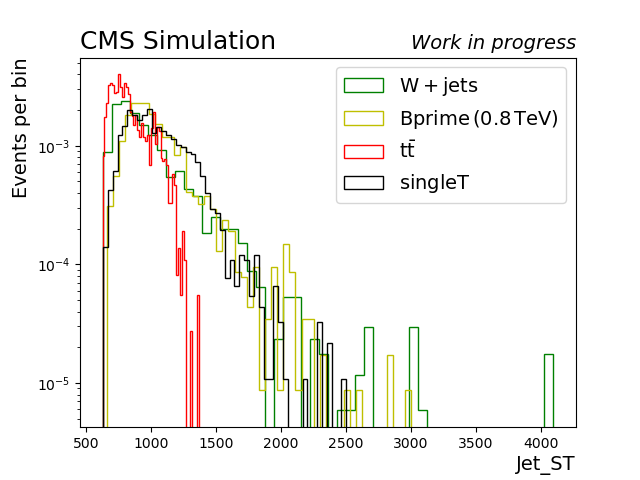 CMS Simulation
Work in progress
Events per bin
10⁻³
10⁻⁴
10⁻⁵
W + jets
Bprime (0.8 TeV)
tt̄
singleT
500 1000 1500 2000 2500 3000 3500 4000
Jet_ST